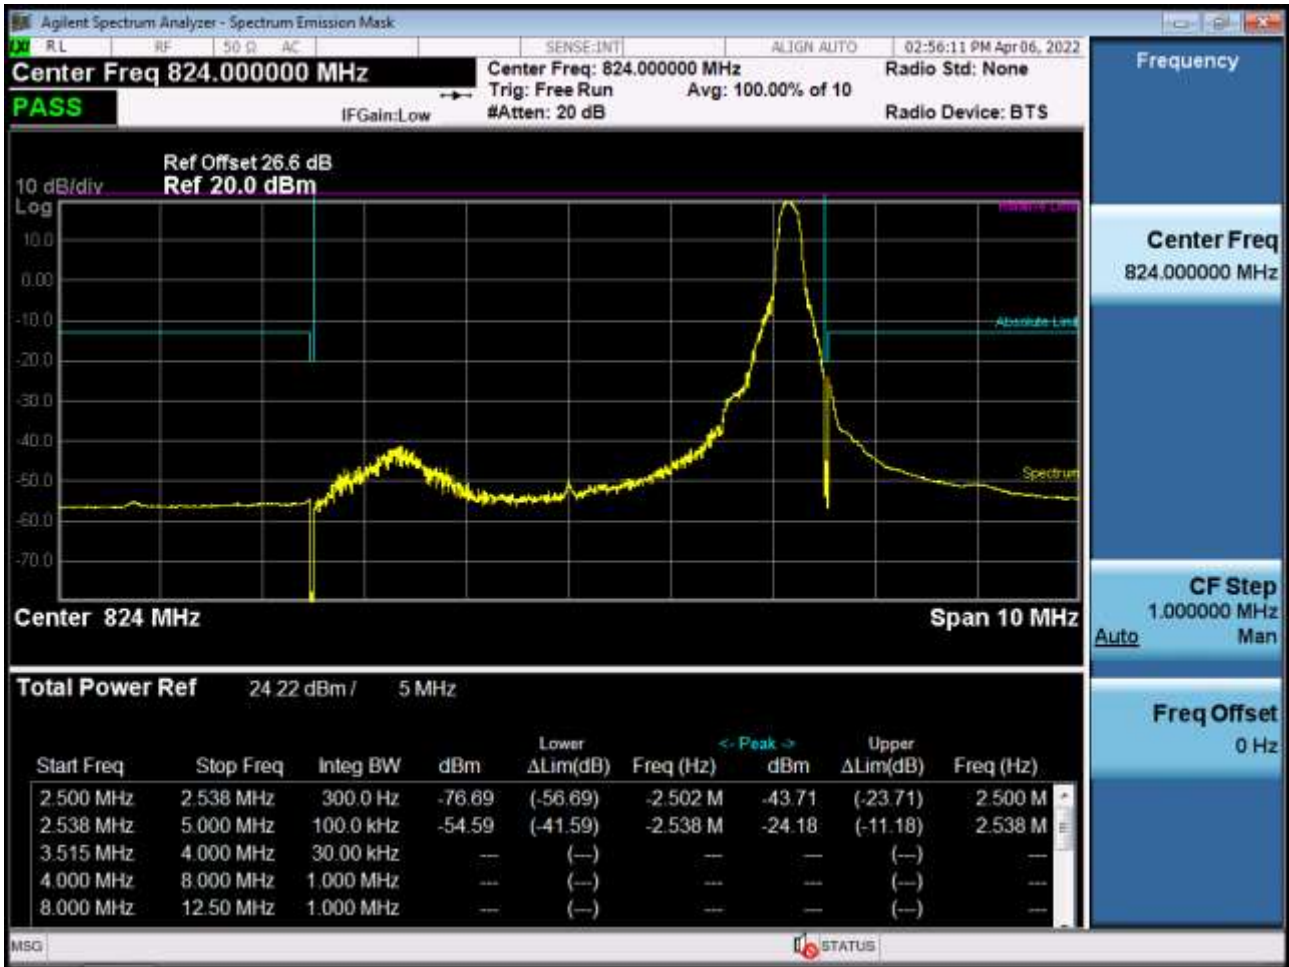 Agilent Spectrum Analyzer - Spectrum Emission Mask
RL RF 50 Ω AC SENSE:INT ALIGN AUTO 02:56:11 PM Apr 06, 2022
Center Freq 824.000000 MHz
Center Freq: 824.000000 MHz
Radio Std: None
Trig: Free Run
Avg: 100.00% of 10
PASS
IFGain:Low
#Atten: 20 dB
Radio Device: BTS
Ref Offset 26.6 dB
10 dB/div Ref 20.0 dBm
Log
10.0
0.00
-10.0
-20.0
-30.0
-40.0
-50.0
-60.0
-70.0
Absolute Limit
Spectrum
Center 824 MHz
Span 10 MHz
Total Power Ref 24.22 dBm / 5 MHz
Lower <- Peak -> Upper
Start Freq Stop Freq Integ BW dBm ΔLim(dB) Freq (Hz) dBm ΔLim(dB) Freq (Hz)
2.500 MHz 2.538 MHz 300.0 Hz -76.69 (-56.69) -2.502 M -43.71 (-23.71) 2.500 M
2.538 MHz 5.000 MHz 100.0 kHz -54.59 (-41.59) -2.538 M -24.18 (-11.18) 2.538 M
3.515 MHz 4.000 MHz 30.00 kHz --- (---) --- --- (---) ---
4.000 MHz 8.000 MHz 1.000 MHz --- (---) --- --- (---) ---
8.000 MHz 12.50 MHz 1.000 MHz --- (---) --- --- (---) ---
MSG
STATUS
Frequency
Center Freq
824.000000 MHz
CF Step
1.000000 MHz
Auto Man
Freq Offset
0 Hz